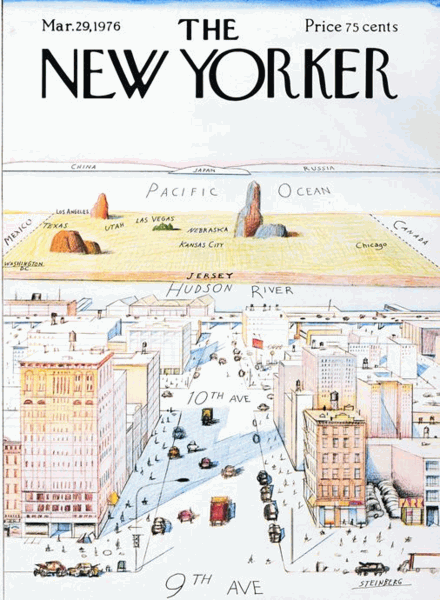 Mar.29,1976
THE
Price 75 cents
NEW YORKER
CHINA
JAPAN
RUSSIA
PACIFIC OCEAN
LOS ANGELES
MEXICO
TEXAS
UTAH
LAS VEGAS
NEBRASKA
CANADA
KANSAS CITY
Chicago
WASHINGTON,
DC
JERSEY
HUDSON RIVER
10TH AVE
STEINBERG
9TH AVE